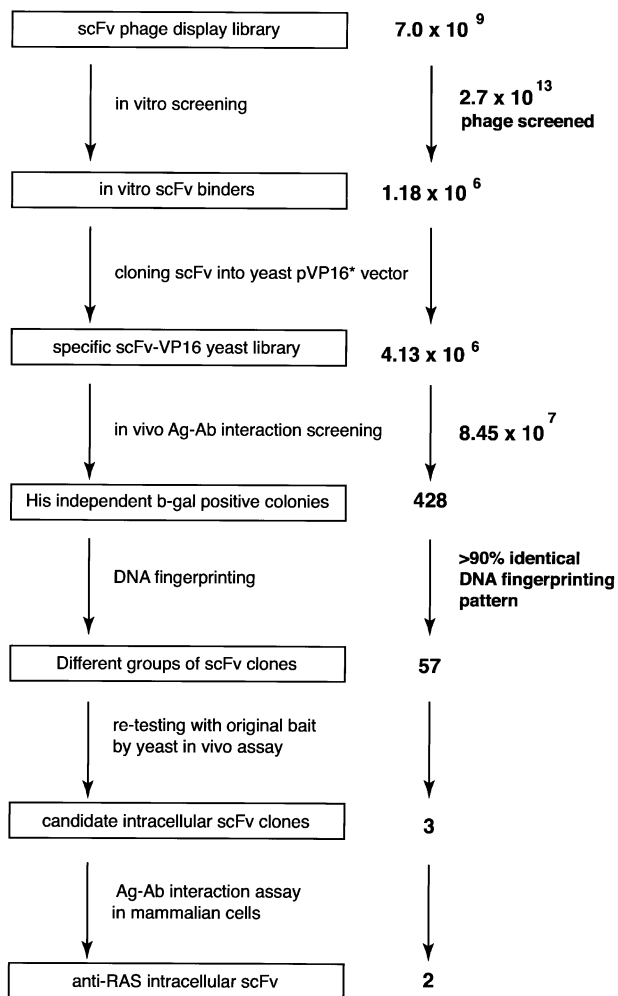 scFv phage display library
7.0 x 10 9
in vitro screening
2.7 x 10 13
phage screened
in vitro scFv binders
1.18 x 10 6
cloning scFv into yeast pVP16* vector
specific scFv-VP16 yeast library
4.13 x 10 6
in vivo Ag-Ab interaction screening
8.45 x 10 7
His independent b-gal positive colonies
428
DNA fingerprinting
>90% identical
DNA fingerprinting
pattern
Different groups of scFv clones
57
re-testing with original bait
by yeast in vivo assay
candidate intracellular scFv clones
3
Ag-Ab interaction assay
in mammalian cells
anti-RAS intracellular scFv
2